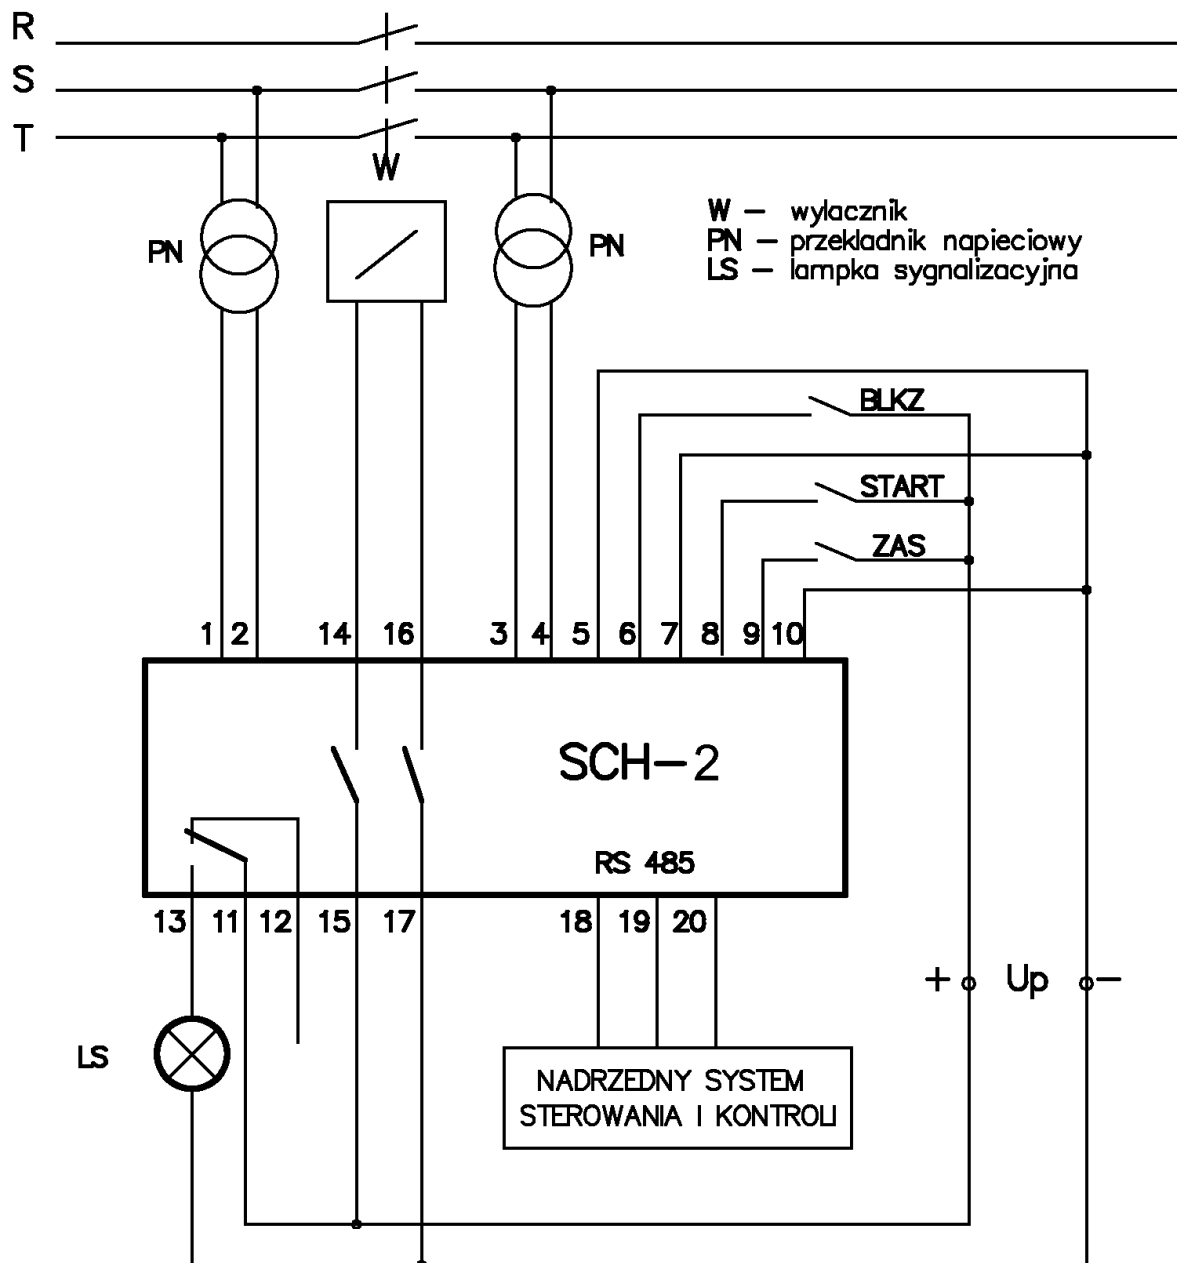 R
S
T
W
PN
PN
W – wylacznik
PN – przekladnik napieciowy
LS – lampka sygnalizacyjna
BLKZ
START
ZAS
1 2 14 16 3 4 5 6 7 8 9 10
SCH-2
RS 485
13 11 12 15 17 18 19 20
+ Up -
LS
NADRZEDNY SYSTEM
STEROWANIA I KONTROLI